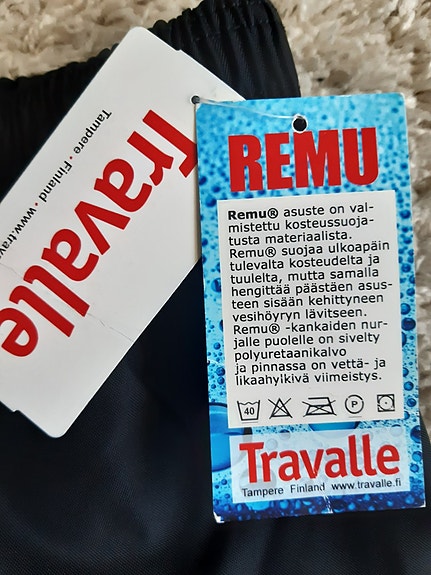 Travalle
Tampere • Finland • www.trav
REMU
Remu® asuste on val-
mistettu kosteussuoja-
tusta materiaalista.
Remu® suojaa ulkoapäin
tulevalta kosteudelta ja
tuulelta, mutta samalla
hengittää päästäen asus-
teen sisään kehittyneen
vesihöyryn lävitseen.
Remu® -kankaiden nur-
jalle puolelle on sivelty
polyuretaanikalvo
ja pinnassa on vettä- ja
likaahylkivä viimeistys.
40 P
Travalle
Tampere Finland www.travalle.fi